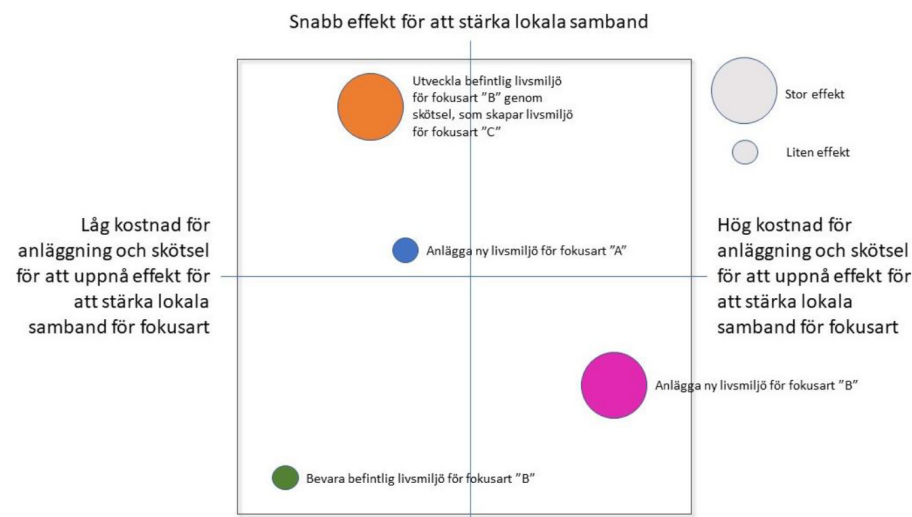 Snabb effekt för att stärka lokala samband
Utveckla befintlig livsmiljö
för fokusart ”B” genom
skötsel, som skapar livsmiljö
för fokusart ”C”
Stor effekt
Liten effekt
Låg kostnad för
anläggning och skötsel
för att uppnå effekt för
att stärka lokala
samband för fokusart
Anlägga ny livsmiljö för fokusart ”A”
Hög kostnad för
anläggning och skötsel
för att uppnå effekt för
att stärka lokala
samband för fokusart
Anlägga ny livsmiljö för fokusart ”B”
Bevara befintlig livsmiljö för fokusart ”B”